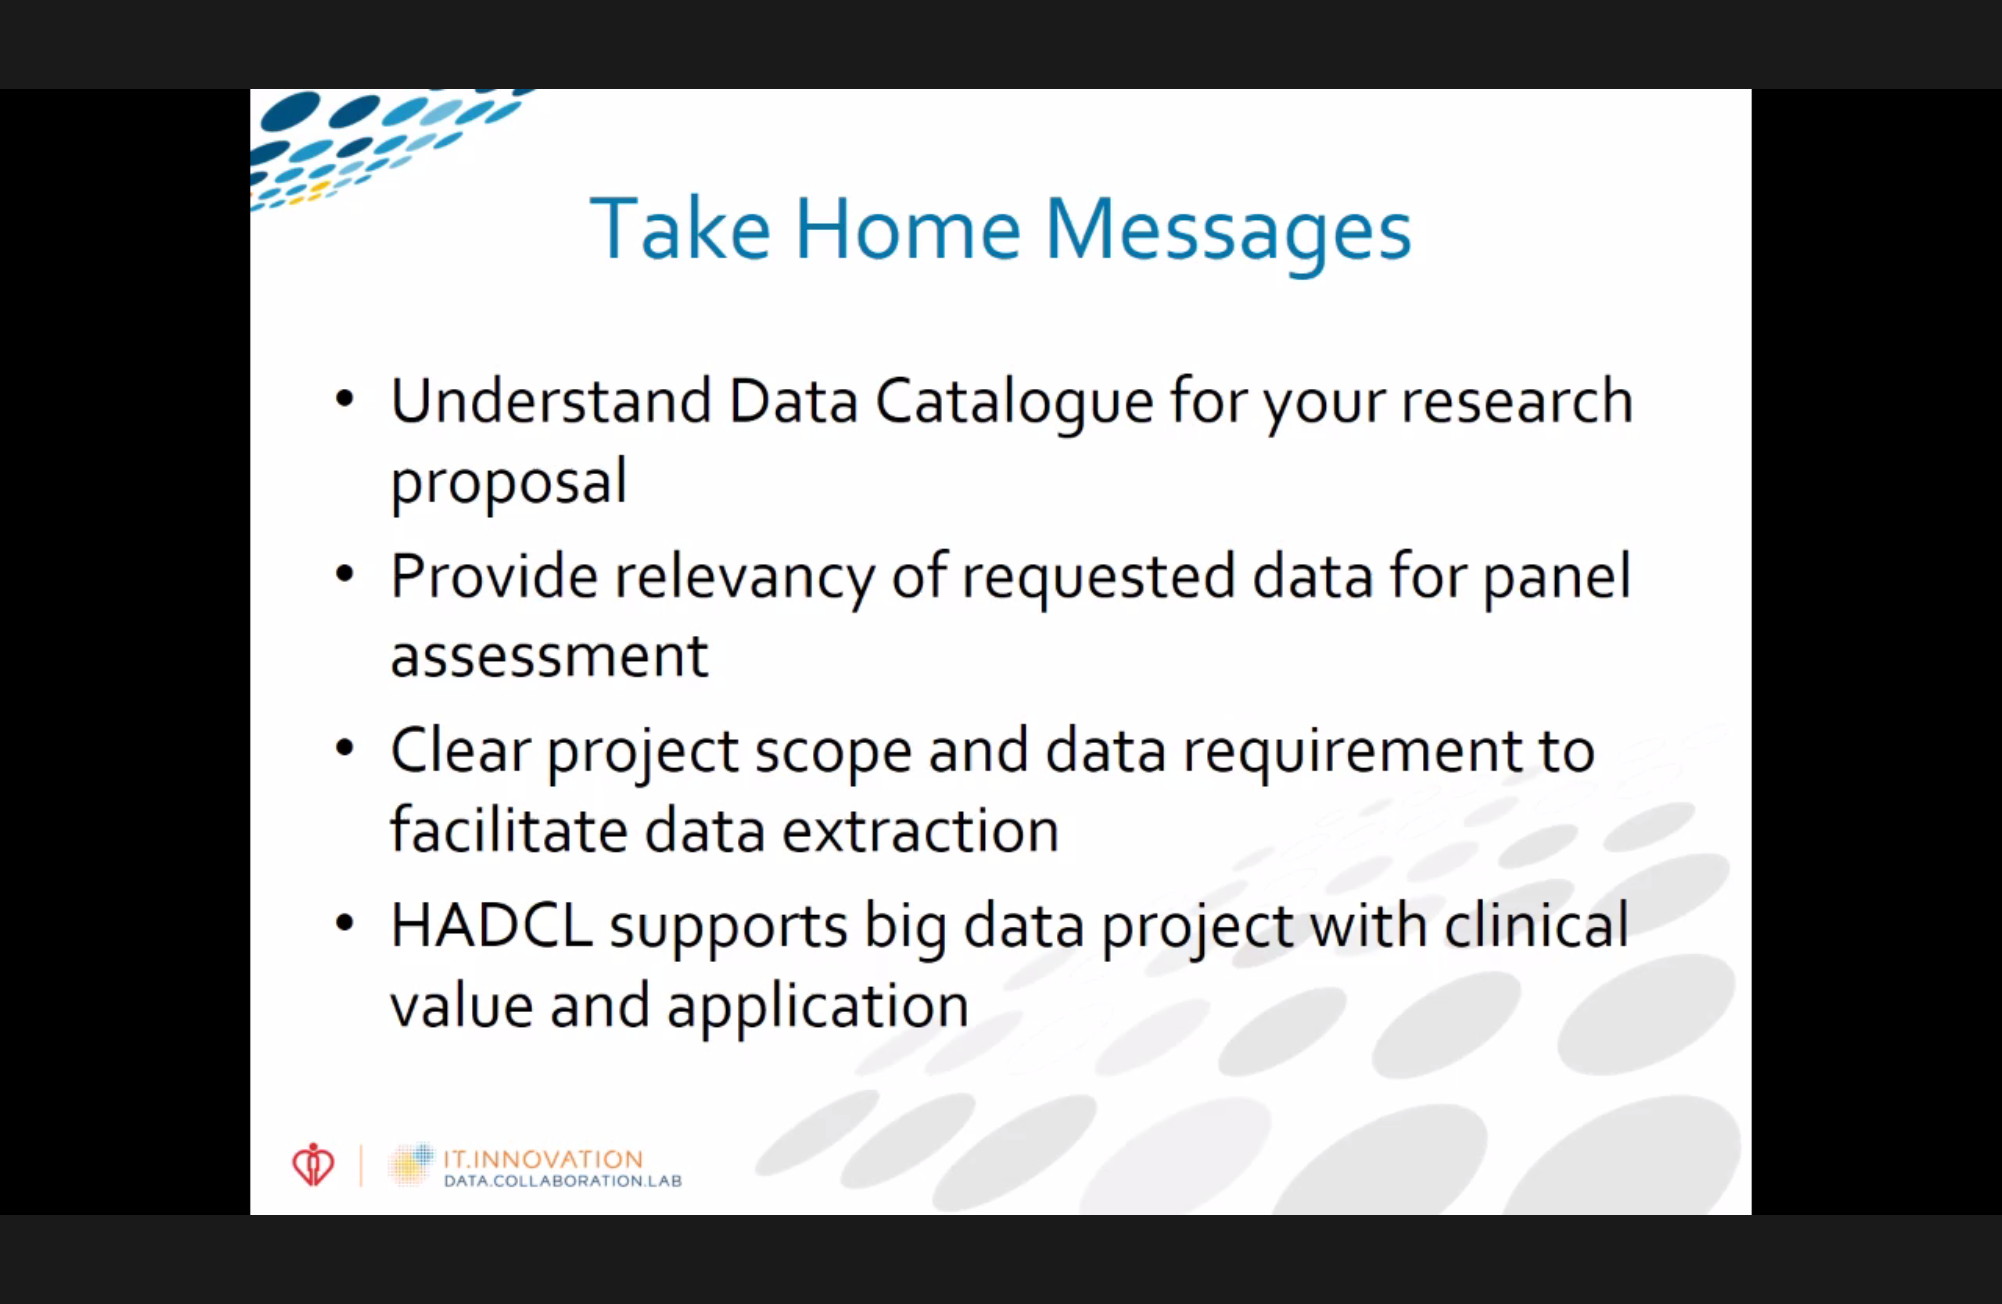 Take Home Messages
• Understand Data Catalogue for your research
proposal
• Provide relevancy of requested data for panel
assessment
• Clear project scope and data requirement to
facilitate data extraction
• HADCL supports big data project with clinical
value and application
IT.INNOVATION
DATA.COLLABORATION.LAB